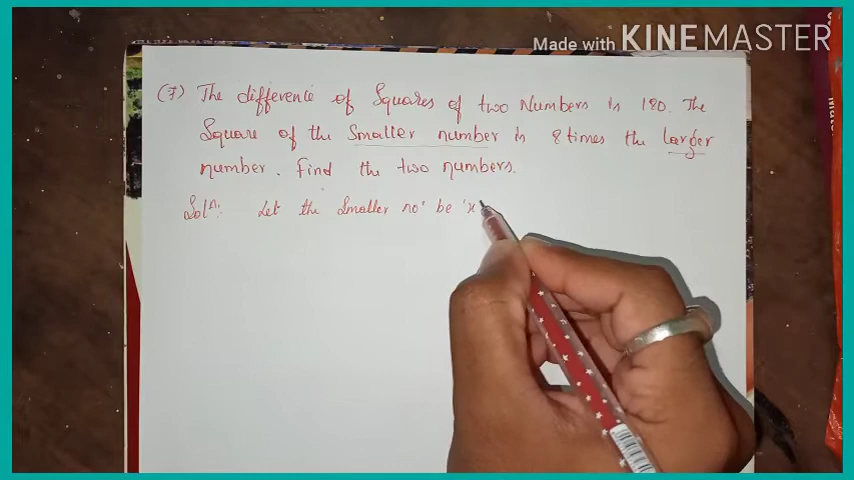 Made with KINEMASTER
(7) The difference of Squares of two Numbers is 180. The
Square of the Smaller number is 8 times the larger
number. Find the two numbers.
Solⁿ: Let the Smaller no' be 'x